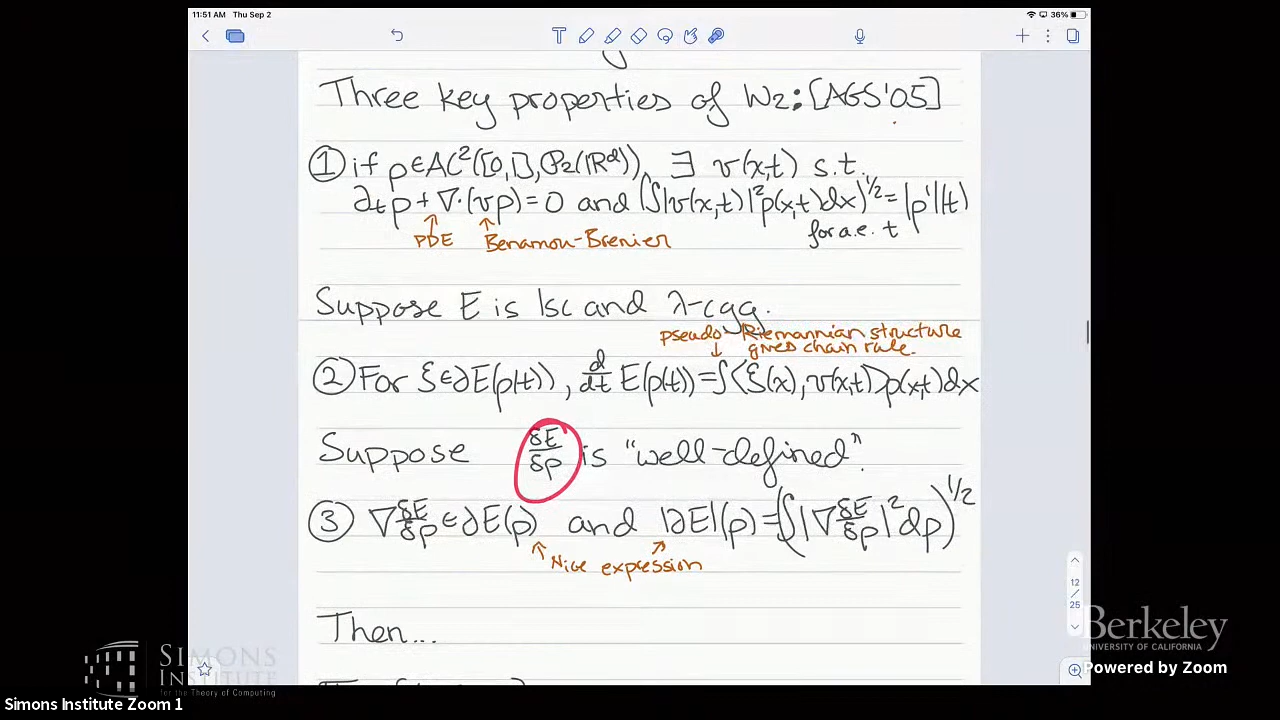 11:51 AM Thu Sep 2
36%
Three key properties of W₂: [AGS'05]
① if ρ∈AC²([0,1], P₂(ℝᵈ)), ∃ v(x,t) s.t.
∂tρ + ∇·(vρ) = 0 and (∫|v(x,t)|²ρ(x,t)dx)^1/2 = |ρ'|(t)
for a.e. t
PDE
Benamou-Brenier
Suppose E is lsc and λ-cgg.
pseudo-Riemannian structure
gives chain rule.
② For ξ∈∂E(ρ(t)), d/dt E(ρ(t)) = ∫⟨ξ(x), v(x,t)⟩ρ(x,t)dx
Suppose δE/δρ is "well-defined".
③ ∇δE/δρ ∈ ∂E(ρ) and |∂E|(ρ) = (∫|∇δE/δρ|²dρ)^1/2
Nice expression
Then...
12
/
25
SIMONS
INSTITUTE
for the Theory of Computing
Berkeley
UNIVERSITY OF CALIFORNIA
Powered by Zoom
Simons Institute Zoom 1